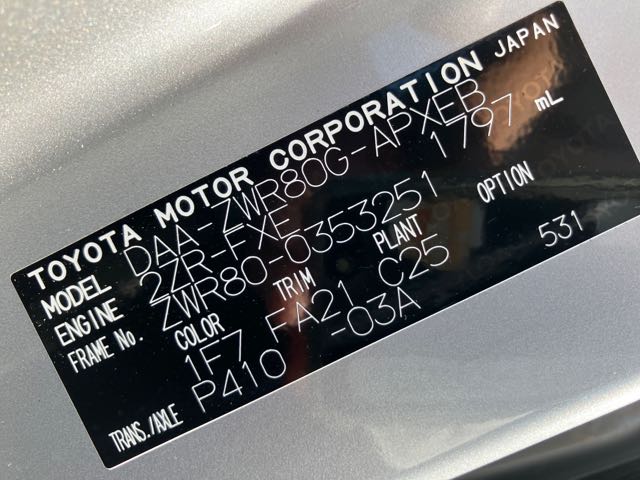 TOYOTA MOTOR CORPORATION JAPAN
MODEL DAA-ZWR80G-APXEB
ENGINE 2ZR-FXE 1797 mL
FRAME No. ZWR80-0353251
COLOR TRIM PLANT OPTION
1F7 FA21 C25 531
TRANS./AXLE P410 -03A